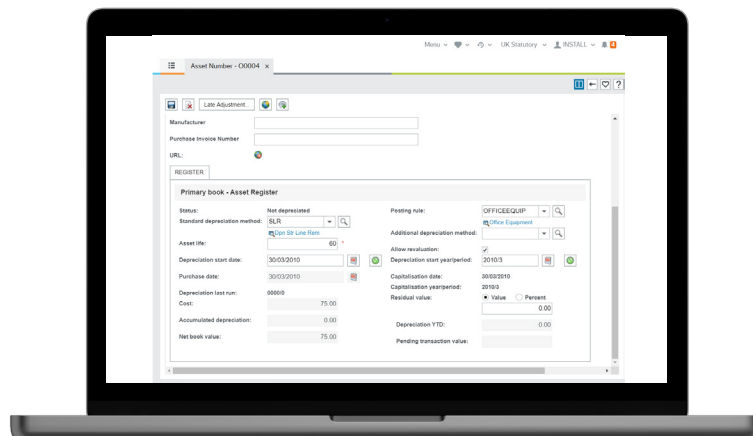 Menu UK Statutory INSTALL 4
Asset Number - O0004 ×
Late Adjustment...
Manufacturer
Purchase Invoice Number
URL:
REGISTER
Primary book - Asset Register
Status: Not depreciated Posting rule: OFFICEEQUIP
Office Equipment
Standard depreciation method: SLR
Dpn Str Line Rem Additional depreciation method:
Asset life: 60 *
Allow revaluation:
Depreciation start date: 30/03/2010 Depreciation start year/period: 2010/3
Purchase date: 30/03/2010 Capitalisation date: 30/03/2010
Capitalisation year/period: 2010/3
Depreciation last run: 0000/0
Residual value: Value Percent
Cost: 75.00 0.00
Accumulated depreciation: 0.00 Depreciation YTD: 0.00
Net book value: 75.00 Pending transaction value: